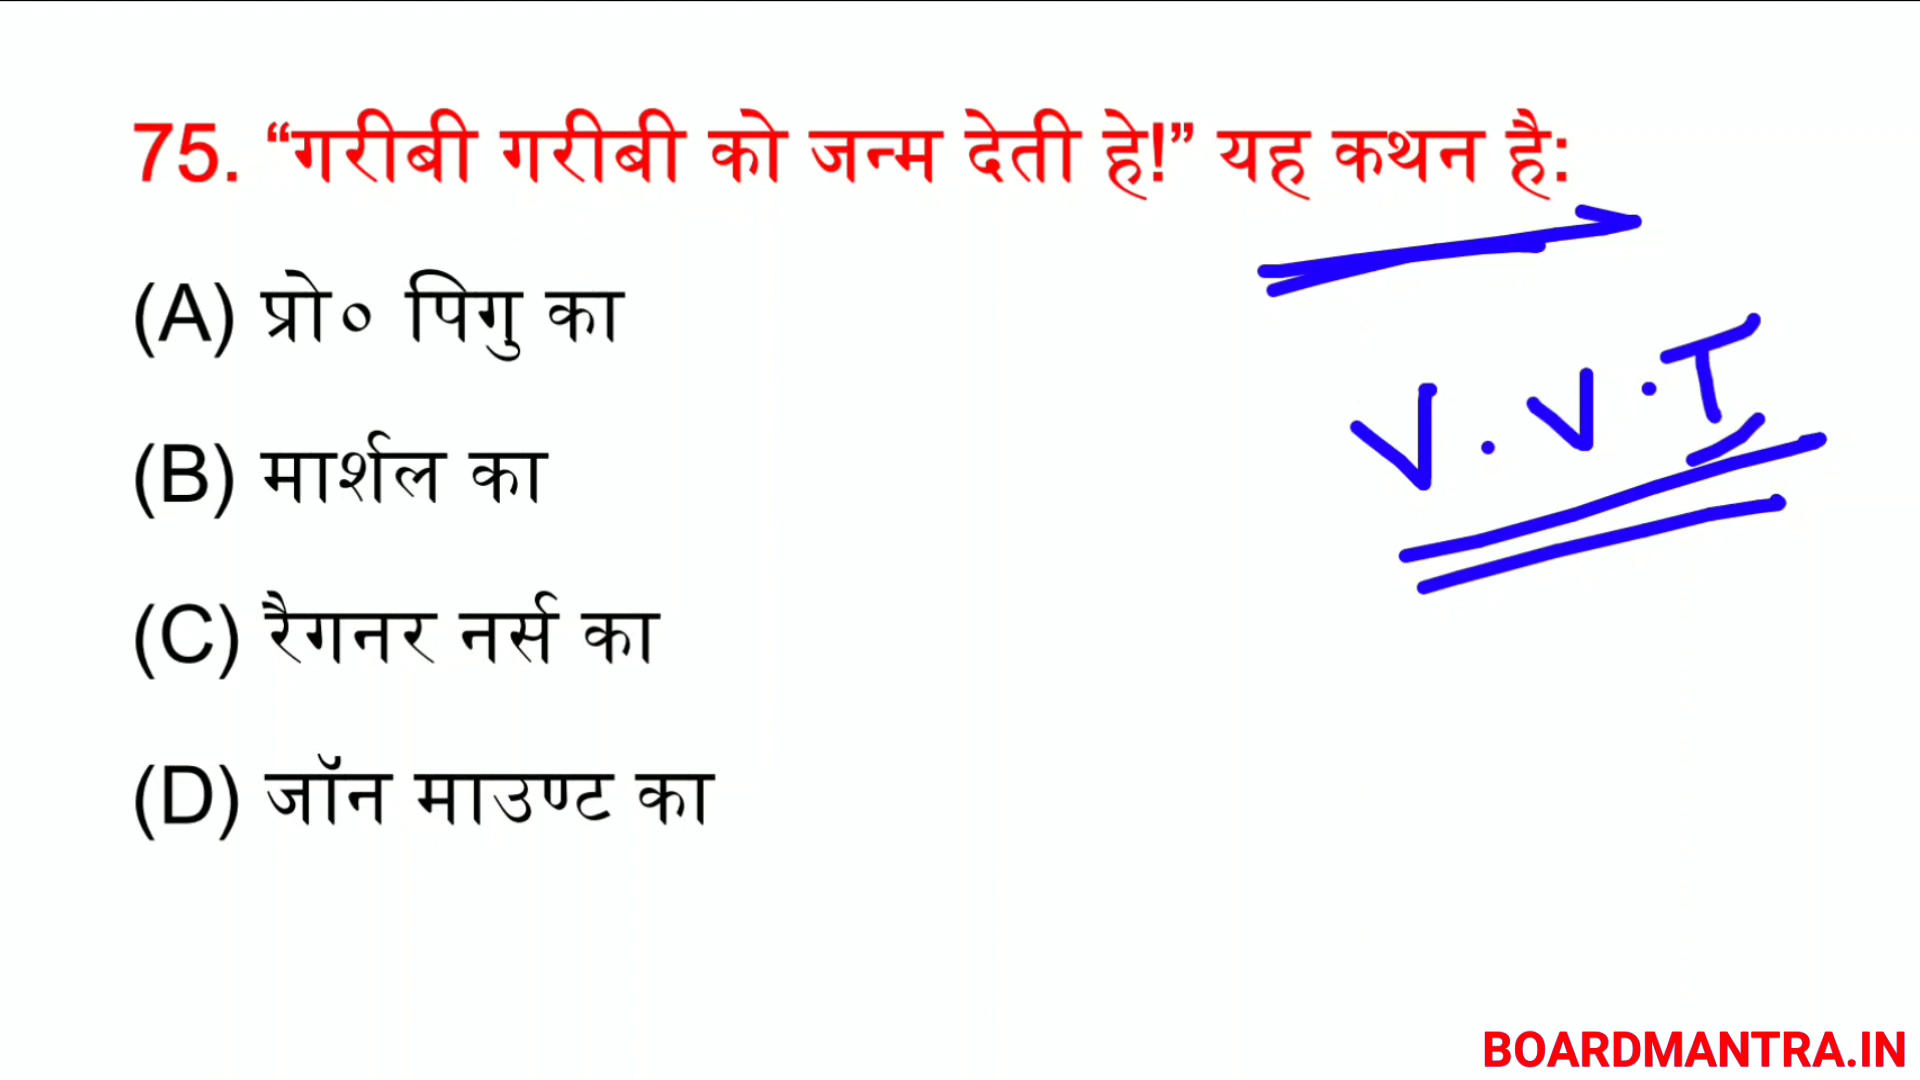 75. “गरीबी गरीबी को जन्म देती हे!” यह कथन है:
(A) प्रो० पिगु का
V.V.I
(B) मार्शल का
(C) रैगनर नर्स का
(D) जॉन माउण्ट का
BOARDMANTRA.IN